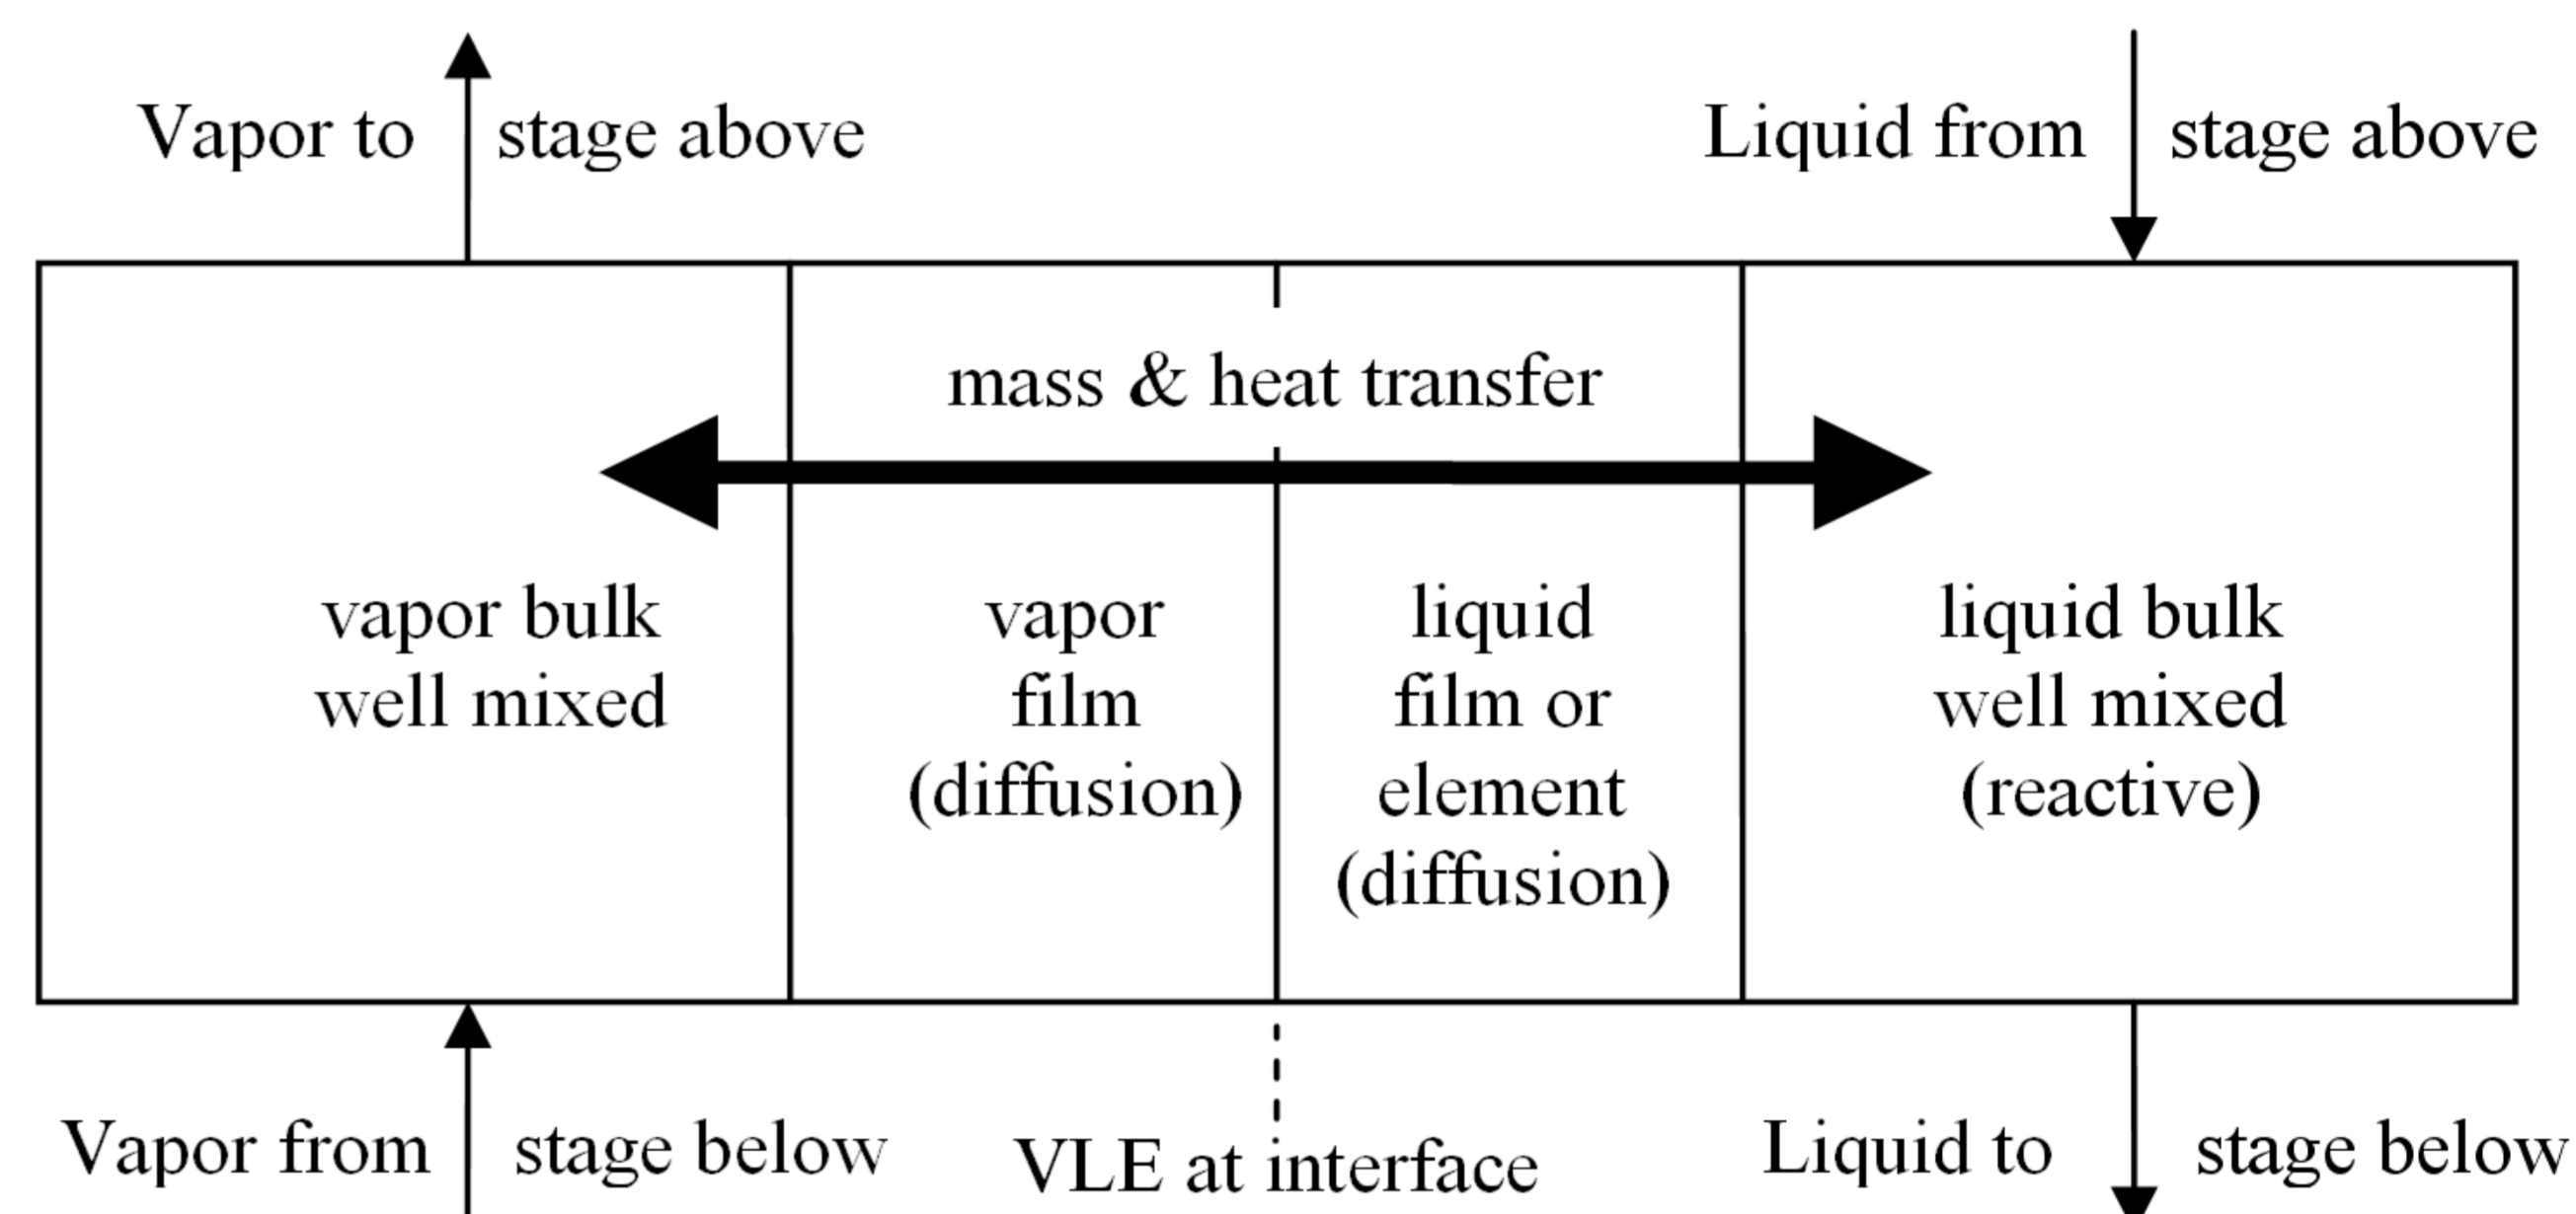 Vapor to stage above
Liquid from stage above
mass & heat transfer
vapor bulk
well mixed
vapor
film
(diffusion)
liquid
film or
element
(diffusion)
liquid bulk
well mixed
(reactive)
Vapor from stage below
VLE at interface
Liquid to stage below